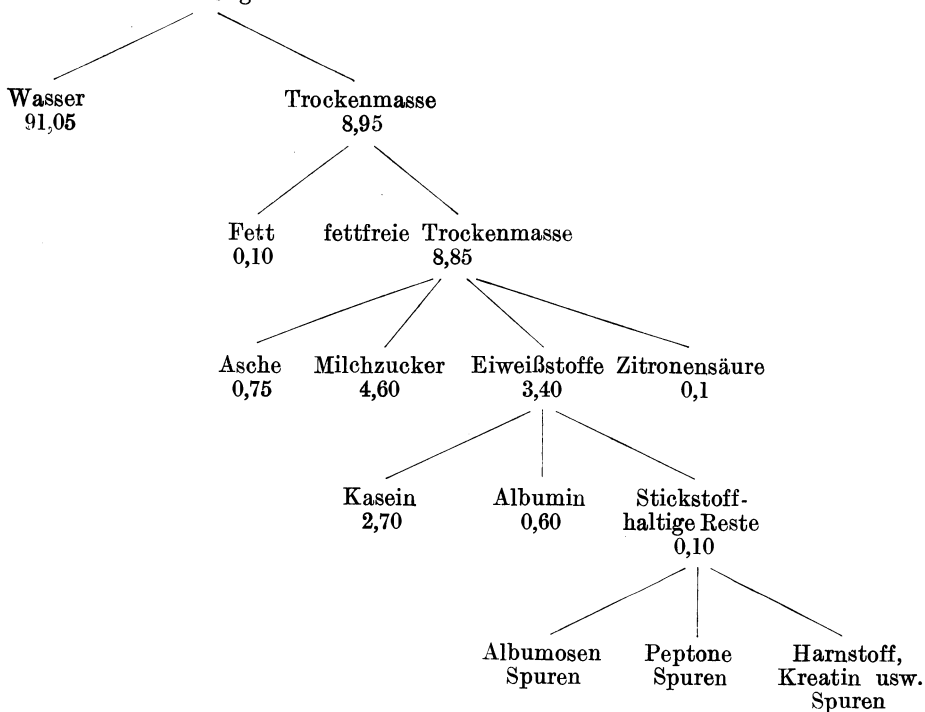 Wasser Trockenmasse
91,05 8,95
Fett fettfreie Trockenmasse
0,10 8,85
Asche Milchzucker Eiweißstoffe Zitronensäure
0,75 4,60 3,40 0,1
Kasein Albumin Stickstoff-
2,70 0,60 haltige Reste
0,10
Albumosen Peptone Harnstoff,
Spuren Spuren Kreatin usw.
Spuren